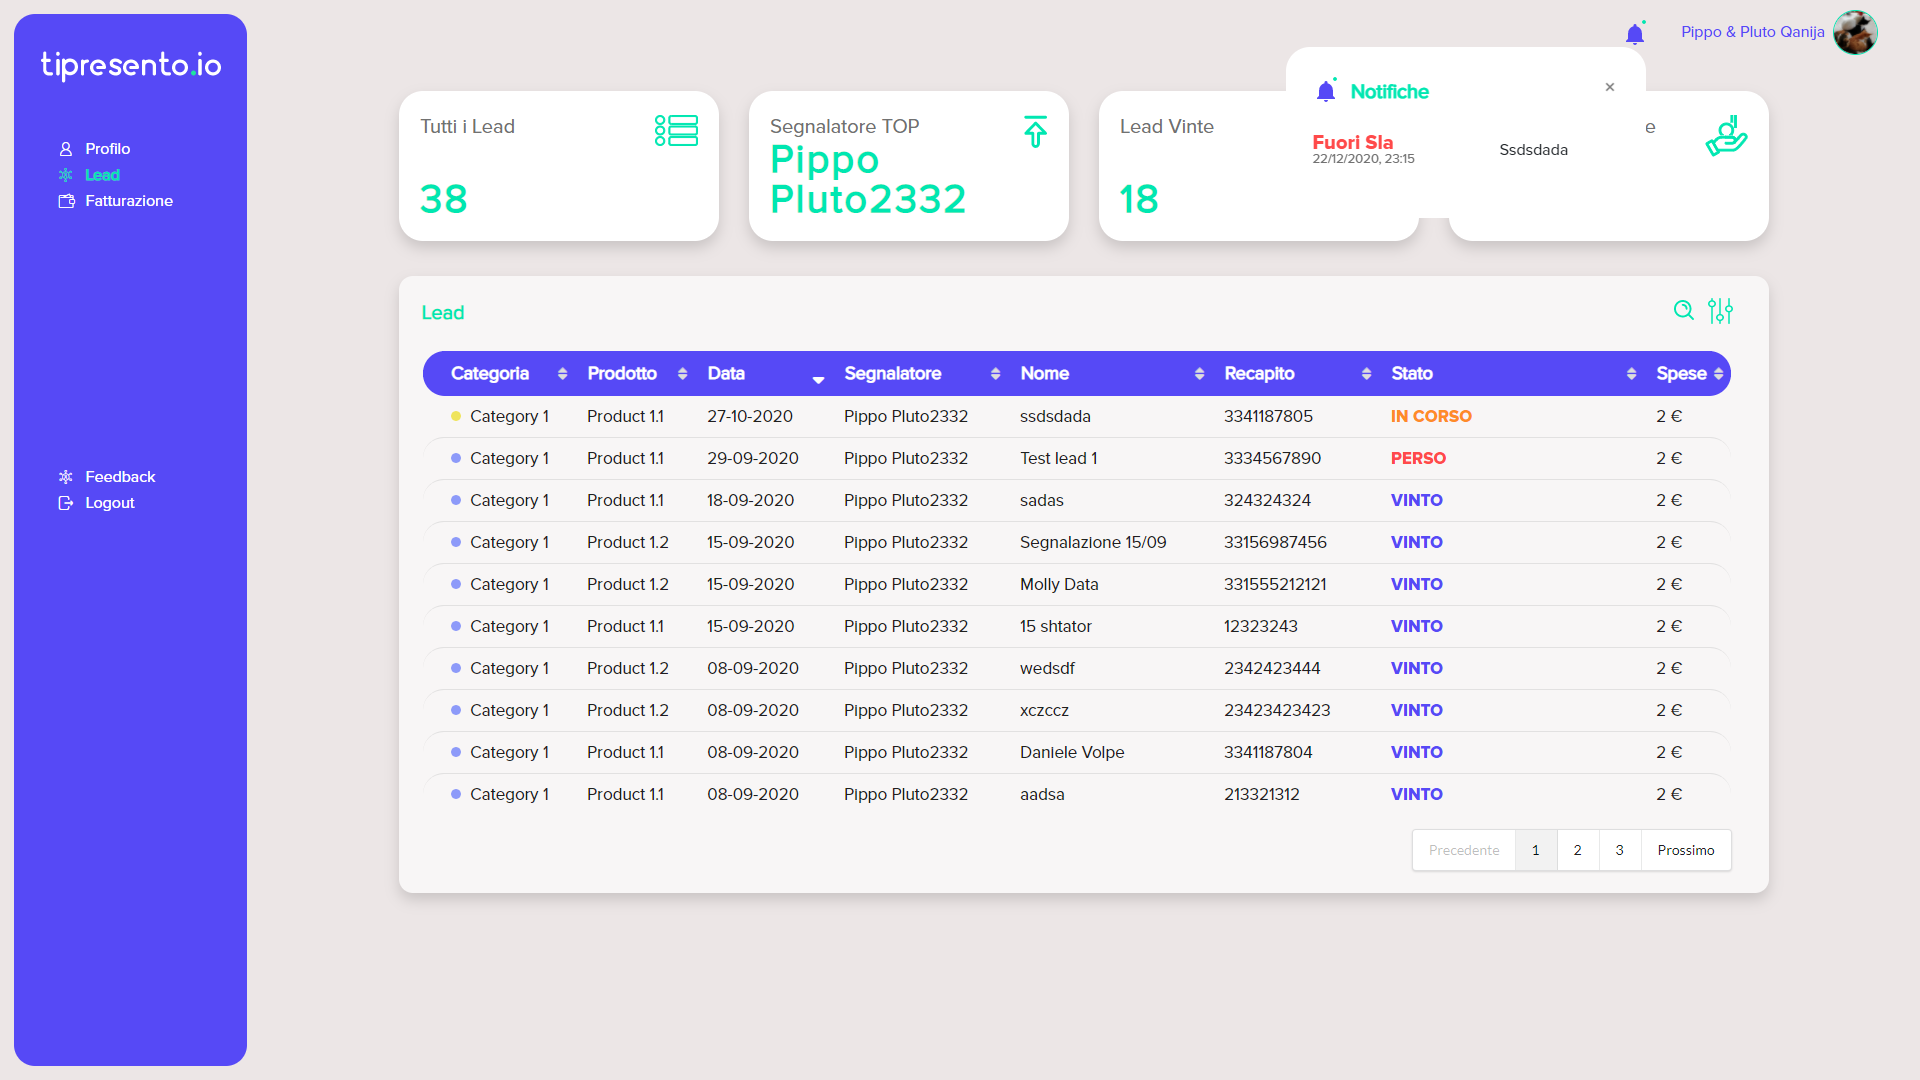 tipresento.io
Profilo
Lead
Fatturazione
Feedback
Logout
Pippo & Pluto Qanija
Notifiche
×
Fuori Sla
22/12/2020, 23:15
Ssdsdada
Tutti i Lead
38
Segnalatore TOP
Pippo
Pluto2332
Lead Vinte
18
e
Lead
Categoria Prodotto Data Segnalatore Nome Recapito Stato Spese
Category 1 Product 1.1 27-10-2020 Pippo Pluto2332 ssdsdada 3341187805 IN CORSO 2 €
Category 1 Product 1.1 29-09-2020 Pippo Pluto2332 Test lead 1 3334567890 PERSO 2 €
Category 1 Product 1.1 18-09-2020 Pippo Pluto2332 sadas 324324324 VINTO 2 €
Category 1 Product 1.2 15-09-2020 Pippo Pluto2332 Segnalazione 15/09 33156987456 VINTO 2 €
Category 1 Product 1.2 15-09-2020 Pippo Pluto2332 Molly Data 331555212121 VINTO 2 €
Category 1 Product 1.1 15-09-2020 Pippo Pluto2332 15 shtator 12323243 VINTO 2 €
Category 1 Product 1.2 08-09-2020 Pippo Pluto2332 wedsdf 2342423444 VINTO 2 €
Category 1 Product 1.2 08-09-2020 Pippo Pluto2332 xczccz 23423423423 VINTO 2 €
Category 1 Product 1.1 08-09-2020 Pippo Pluto2332 Daniele Volpe 3341187804 VINTO 2 €
Category 1 Product 1.1 08-09-2020 Pippo Pluto2332 aadsa 213321312 VINTO 2 €
Precedente 1 2 3 Prossimo